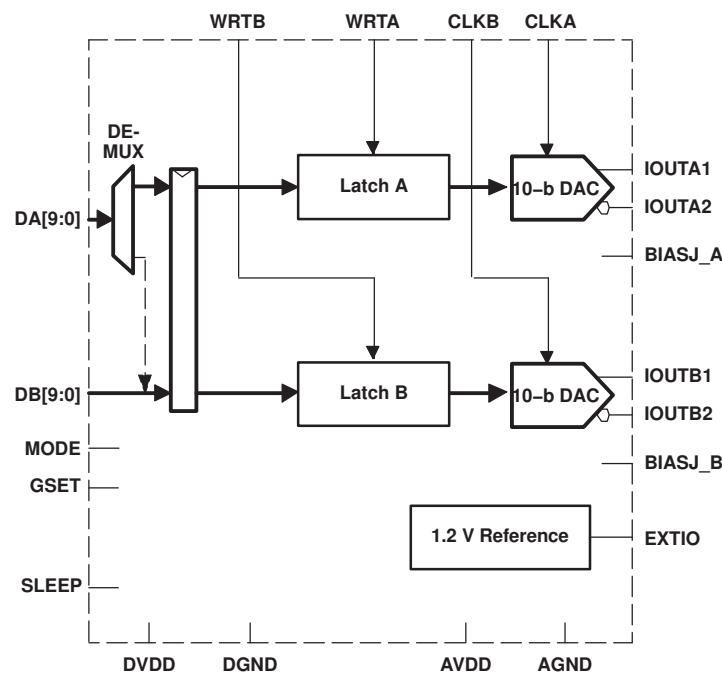 WRTB WRTA CLKB CLKA
DE-
MUX
DA[9:0]
Latch A
10−b DAC
IOUTA1
IOUTA2
BIASJ_A
DB[9:0]
Latch B
10−b DAC
IOUTB1
IOUTB2
BIASJ_B
MODE
GSET
1.2 V Reference
EXTIO
SLEEP
DVDD DGND AVDD AGND